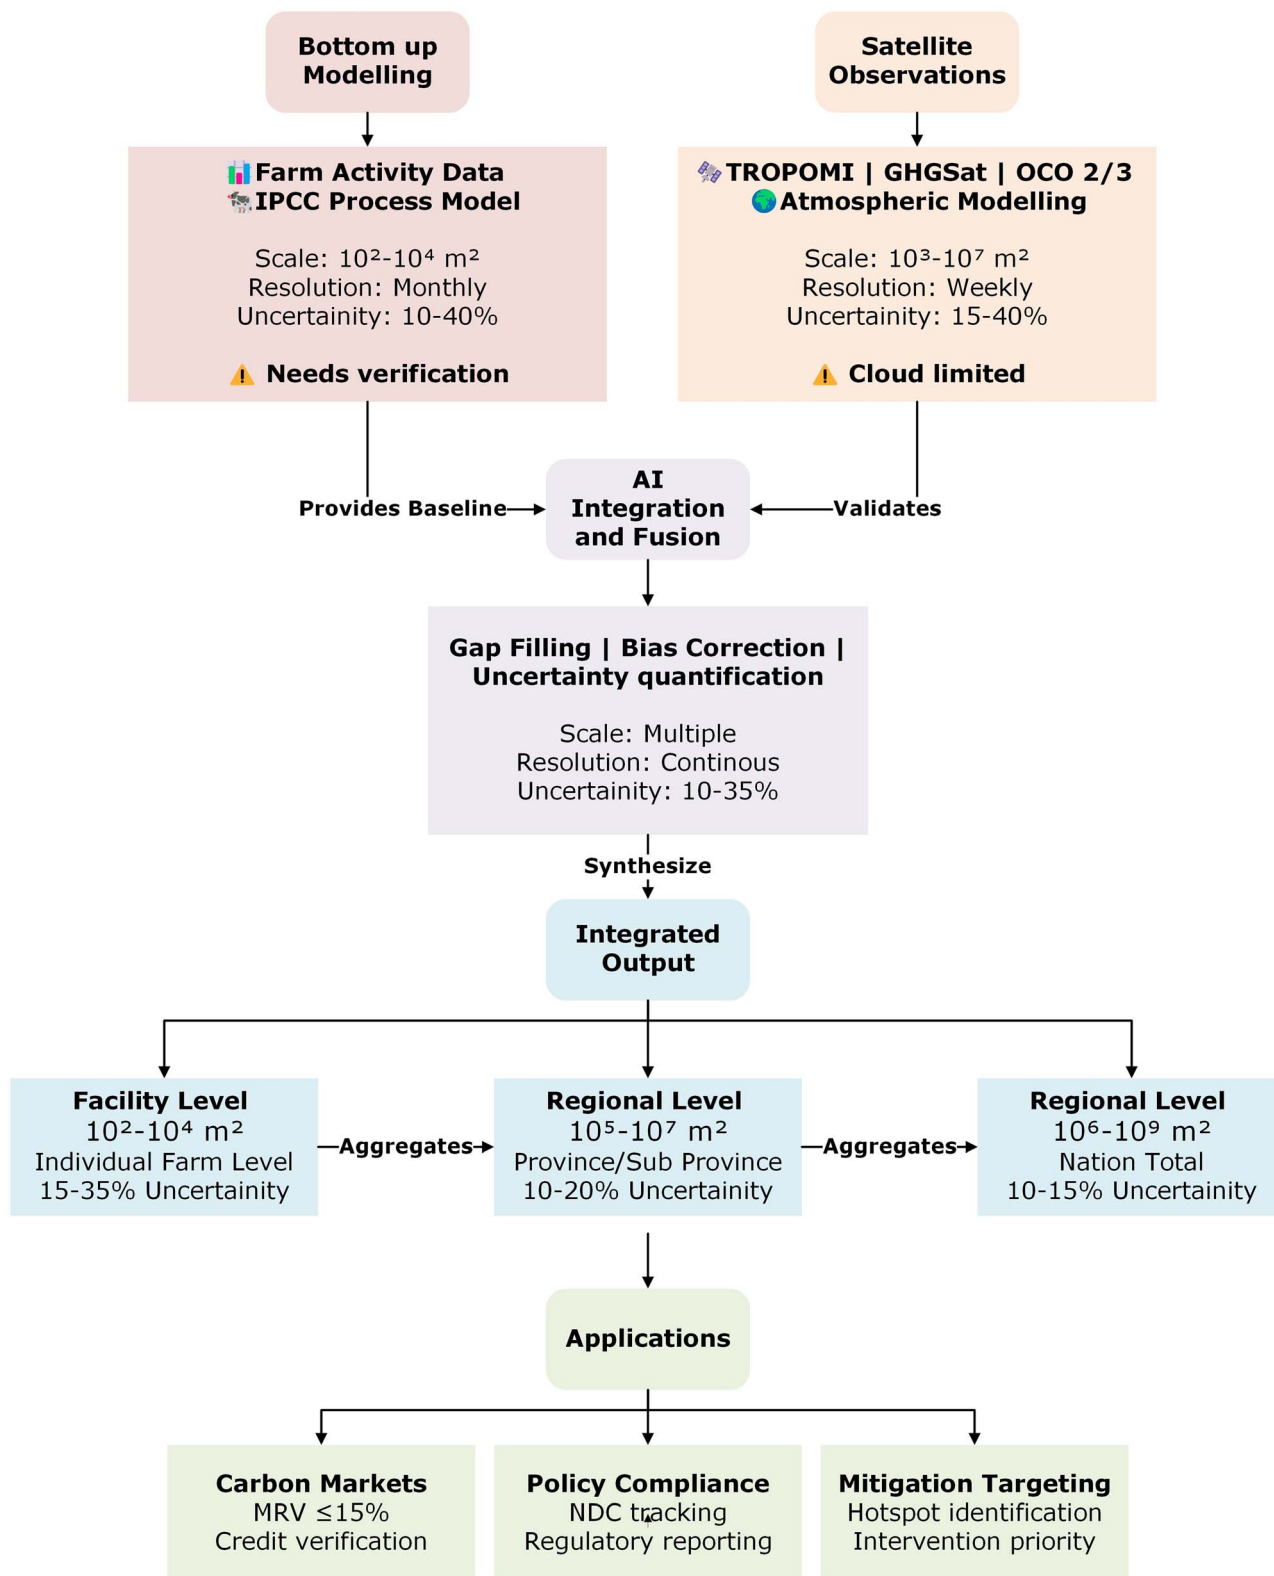 Bottom up
Modelling
Satellite
Observations
Farm Activity Data
IPCC Process Model
Scale: 10²-10⁴ m²
Resolution: Monthly
Uncertainity: 10-40%
Needs verification
TROPOMI | GHGSat | OCO 2/3
Atmospheric Modelling
Scale: 10³-10⁷ m²
Resolution: Weekly
Uncertainity: 15-40%
Cloud limited
Provides Baseline
AI
Integration
and Fusion
Validates
Gap Filling | Bias Correction |
Uncertainty quantification
Scale: Multiple
Resolution: Continous
Uncertainity: 10-35%
Synthesize
Integrated
Output
Facility Level
10²-10⁴ m²
Individual Farm Level
15-35% Uncertainity
Aggregates
Regional Level
10⁵-10⁷ m²
Province/Sub Province
10-20% Uncertainity
Aggregates
Regional Level
10⁶-10⁹ m²
Nation Total
10-15% Uncertainity
Applications
Carbon Markets
MRV ≤15%
Credit verification
Policy Compliance
NDC tracking
Regulatory reporting
Mitigation Targeting
Hotspot identification
Intervention priority